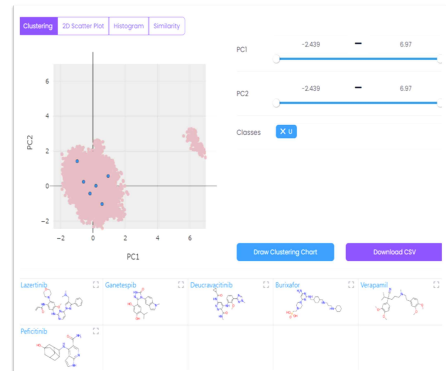 Clustering 2D Scatter Plot Histogram Similarity
PC1 -2.439 6.97
PC2 -2.439 6.97
Classes X U
6
4
2
0
−2
−2 0 2 4 6
PC2
PC1
Draw Clustering Chart Download CSV
Lazertinib Ganetespib Deucravacitinib Burixafor Verapamil
Peficitinib